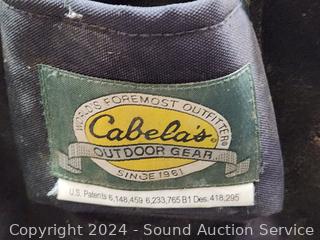 WORLD'S FOREMOST OUTFITTER®
Cabela's®
OUTDOOR GEAR
SINCE 1961
U.S. Patents 6,148,459 6,233,765 B1 Des. 418,295
Copyright 2024 - Sound Auction Service